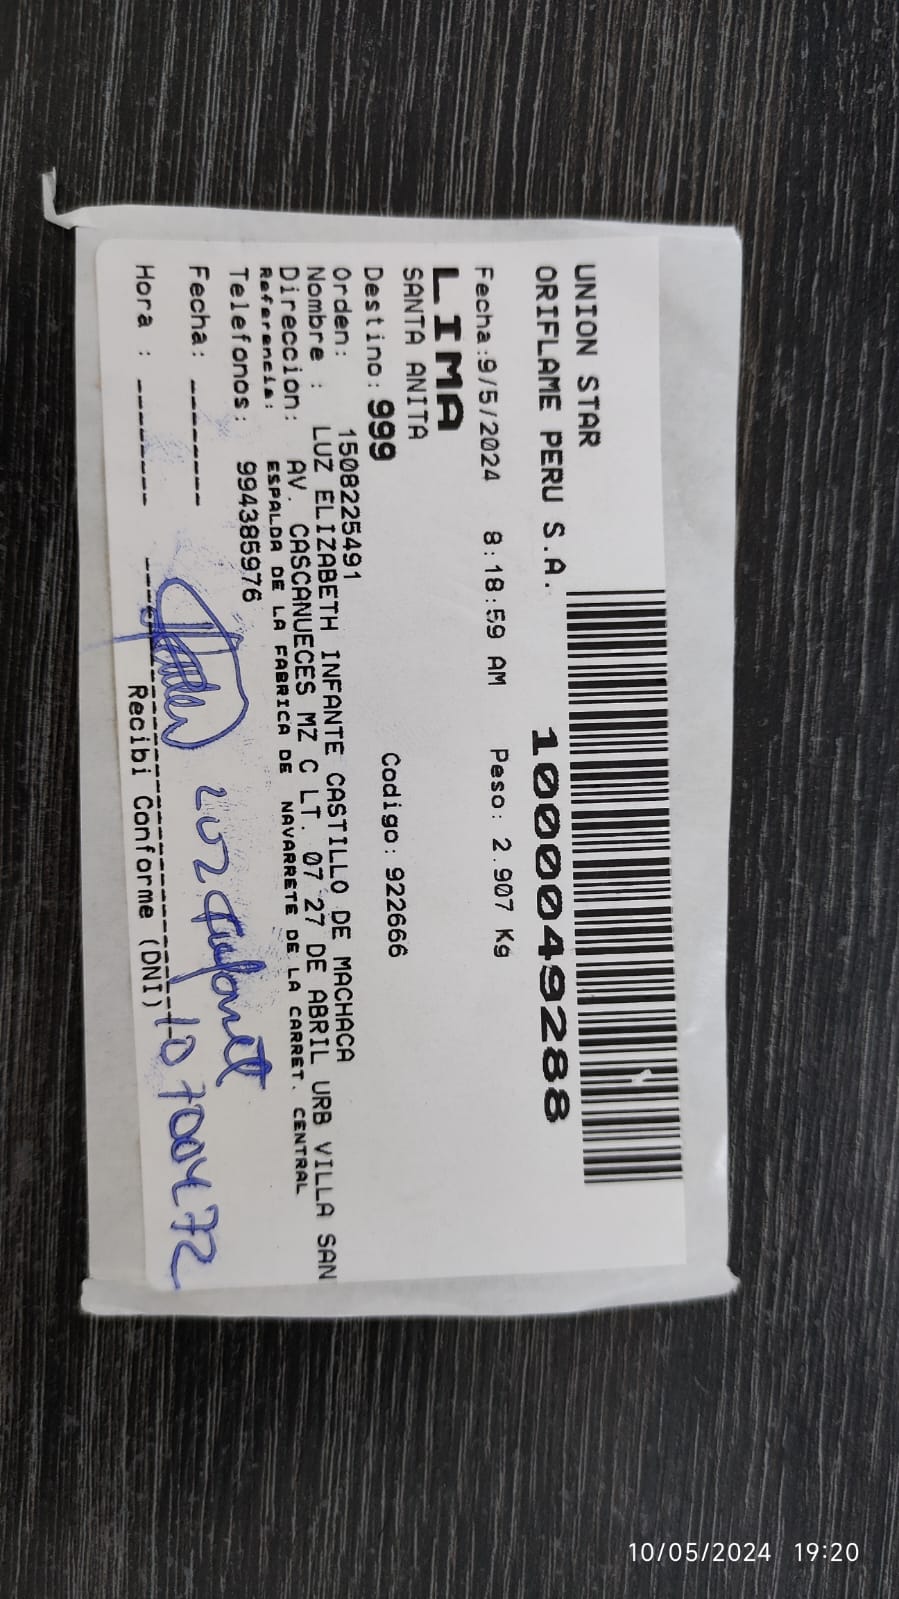 UNION STAR
ORIFLAME PERU S.A.
1000049288
Fecha:9/5/2024 8:18:59 AM Peso: 2.907 Kg
LIMA
SANTA ANITA
Destino: 999 Codigo: 922666
Orden: 1508225491
Nombre : LUZ ELIZABETH INFANTE CASTILLO DE MACHACA
Direccion: AV. CASCANUECES MZ C LT. 07 27 DE ABRIL URB VILLA SAN
Referencia: ESPALDA DE LA FABRICA DE NAVARRETE DE LA CARRET. CENTRAL
Telefonos: 994385976
Fecha: -------
Luz
Hora : -------
Recibi Conforme (DNI)
10/05/2024 19:20